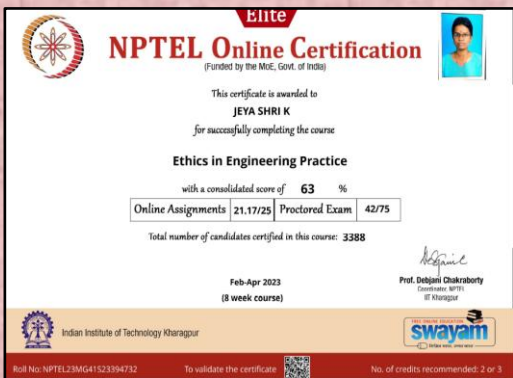 Elite
NPTEL Online Certification
(Funded by the MoE, Govt. of India)
This certificate is awarded to
JEYA SHRI K
for successfully completing the course
Ethics in Engineering Practice
with a consolidated score of 63 %
Online Assignments 21.17/25 Proctored Exam 42/75
Total number of candidates certified in this course: 3388
Feb-Apr 2023
(8 week course)
Prof. Debjani Chakraborty
Coordinator, NPTEL
IIT Kharagpur
Indian Institute of Technology Kharagpur
FREE ONLINE EDUCATION
swayam
Roll No: NPTEL23MG41S23394732 To validate the certificate No. of credits recommended: 2 or 3